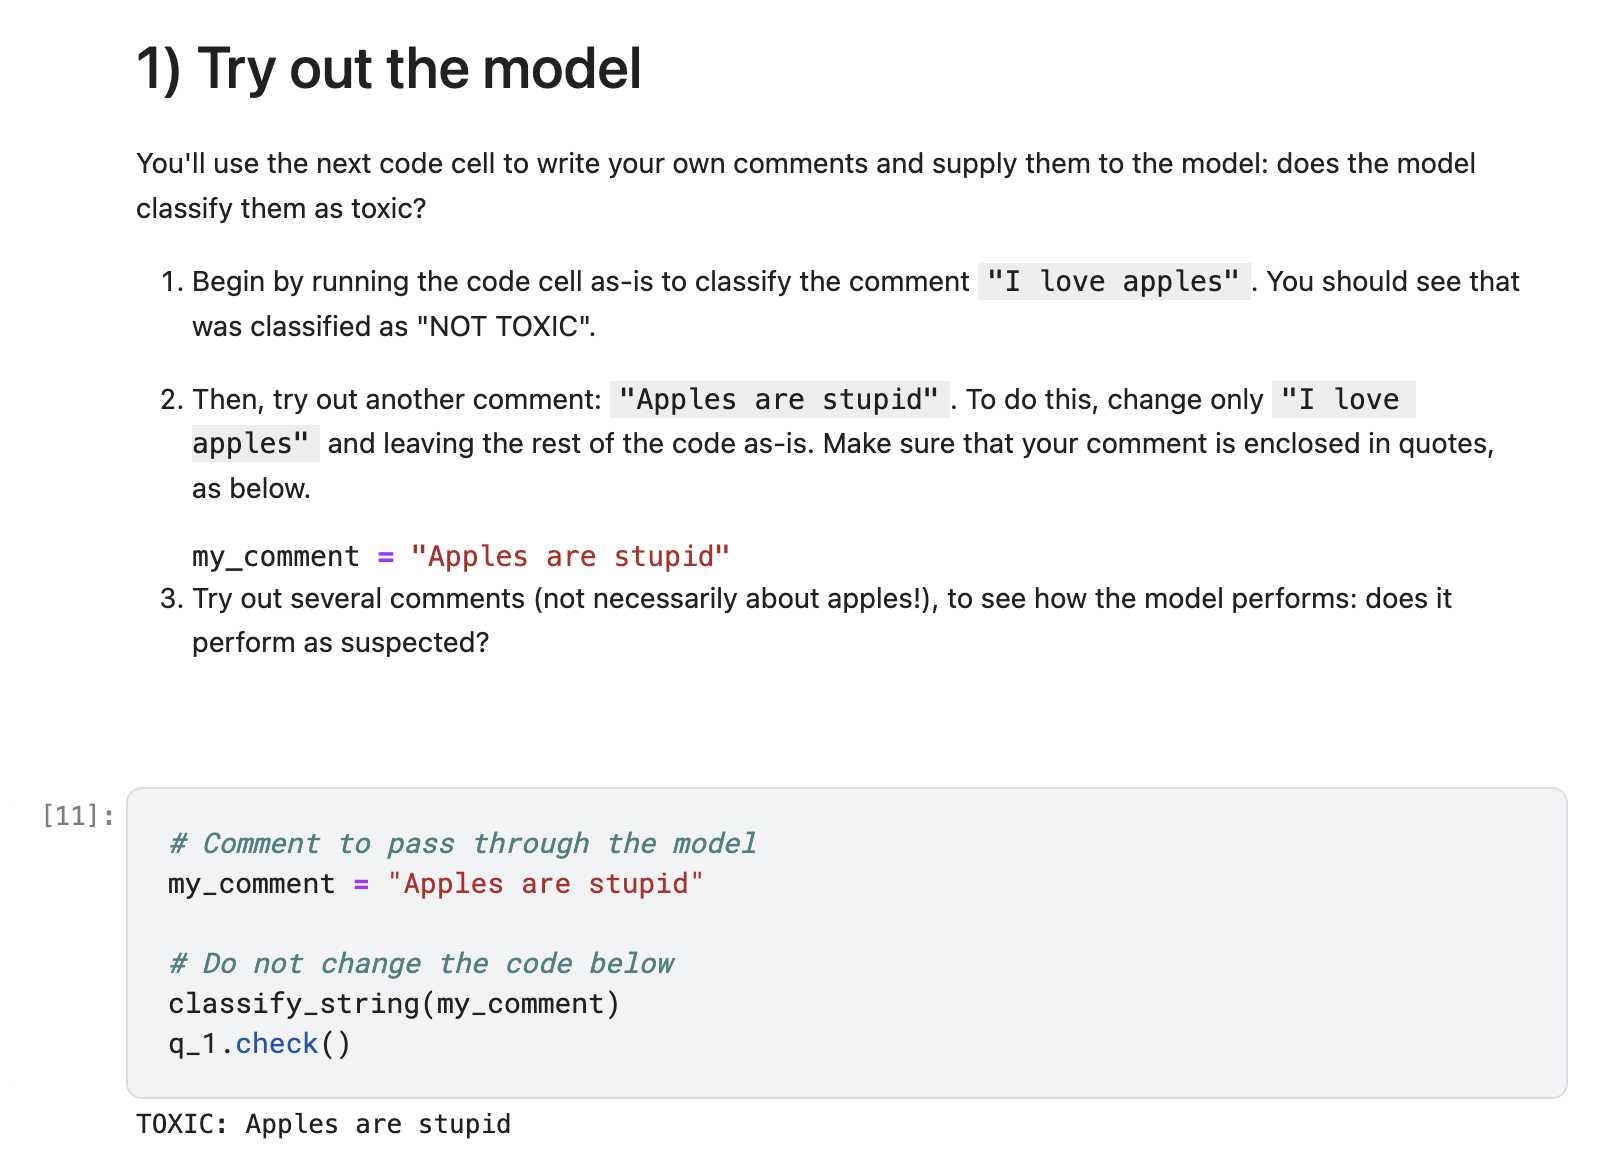 1) Try out the model
You'll use the next code cell to write your own comments and supply them to the model: does the model
classify them as toxic?
1. Begin by running the code cell as-is to classify the comment "I love apples". You should see that
was classified as "NOT TOXIC".
2. Then, try out another comment: "Apples are stupid". To do this, change only "I love
apples" and leaving the rest of the code as-is. Make sure that your comment is enclosed in quotes,
as below.
my_comment = "Apples are stupid"
3. Try out several comments (not necessarily about apples!), to see how the model performs: does it
perform as suspected?
[11]:
# Comment to pass through the model
my_comment = "Apples are stupid"
# Do not change the code below
classify_string(my_comment)
q_1.check()
TOXIC: Apples are stupid